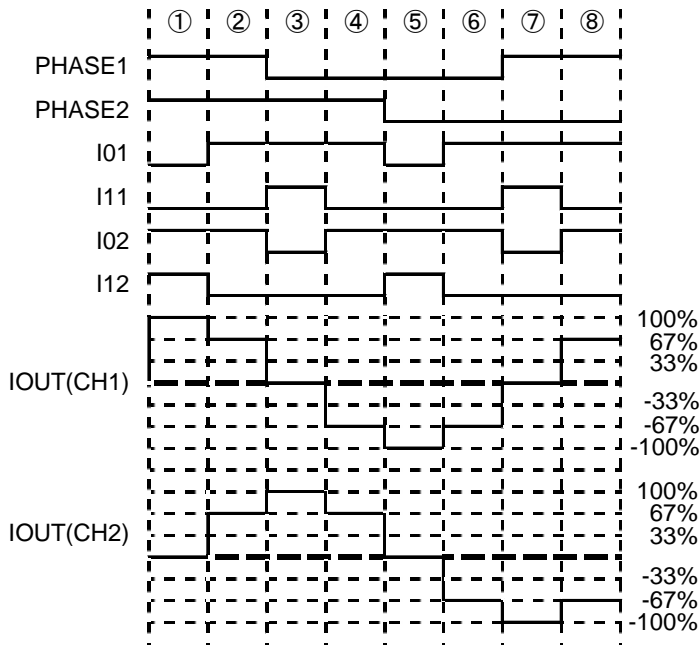 ① ② ③ ④ ⑤ ⑥ ⑦ ⑧
PHASE1
PHASE2
I01
I11
I02
I12
IOUT(CH1)
100%
67%
33%
-33%
-67%
-100%
IOUT(CH2)
100%
67%
33%
-33%
-67%
-100%